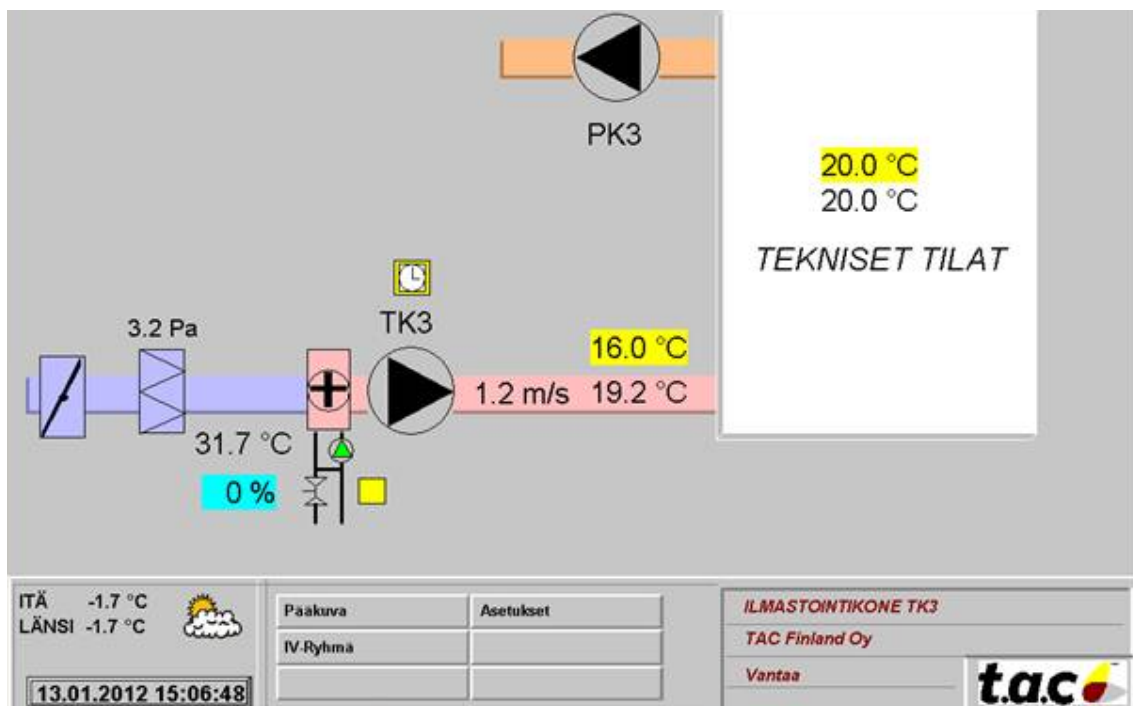 PK3
20.0 °C
20.0 °C
TEKNISET TILAT
TK3
3.2 Pa
16.0 °C
1.2 m/s 19.2 °C
31.7 °C
0 %
ITÄ -1.7 °C
LÄNSI -1.7 °C
13.01.2012 15:06:48
Pääkuva
Asetukset
IV-Ryhmä
ILMASTOINTIKONE TK3
TAC Finland Oy
Vantaa
t.a.c